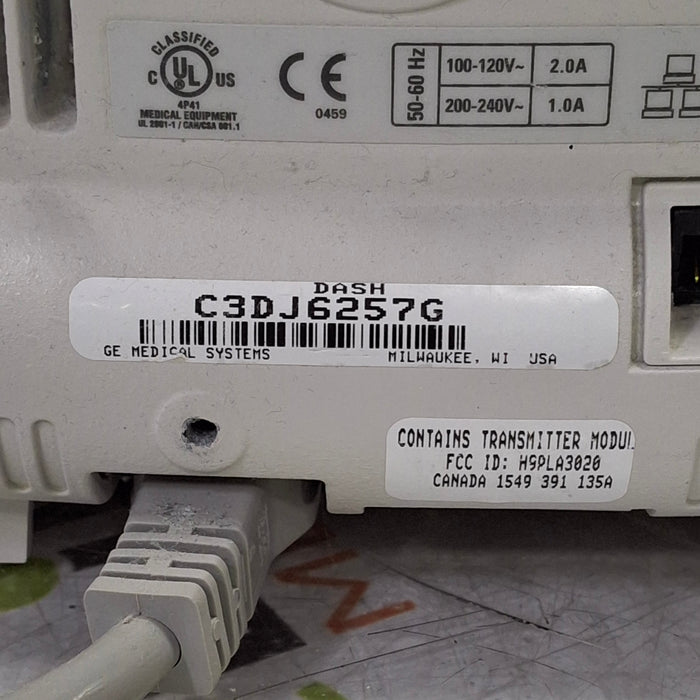 CLASSIFIED
C UL US
4P41
MEDICAL EQUIPMENT
UL 2601-1 / CAN/CSA 601.1
CE
0459
50-60 Hz
100-120V~ 2.0A
200-240V~ 1.0A
DASH
C3DJ6257G
GE MEDICAL SYSTEMS MILWAUKEE, WI USA
CONTAINS TRANSMITTER MODUL
FCC ID: HSPLA3020
CANADA 1549 391 135A